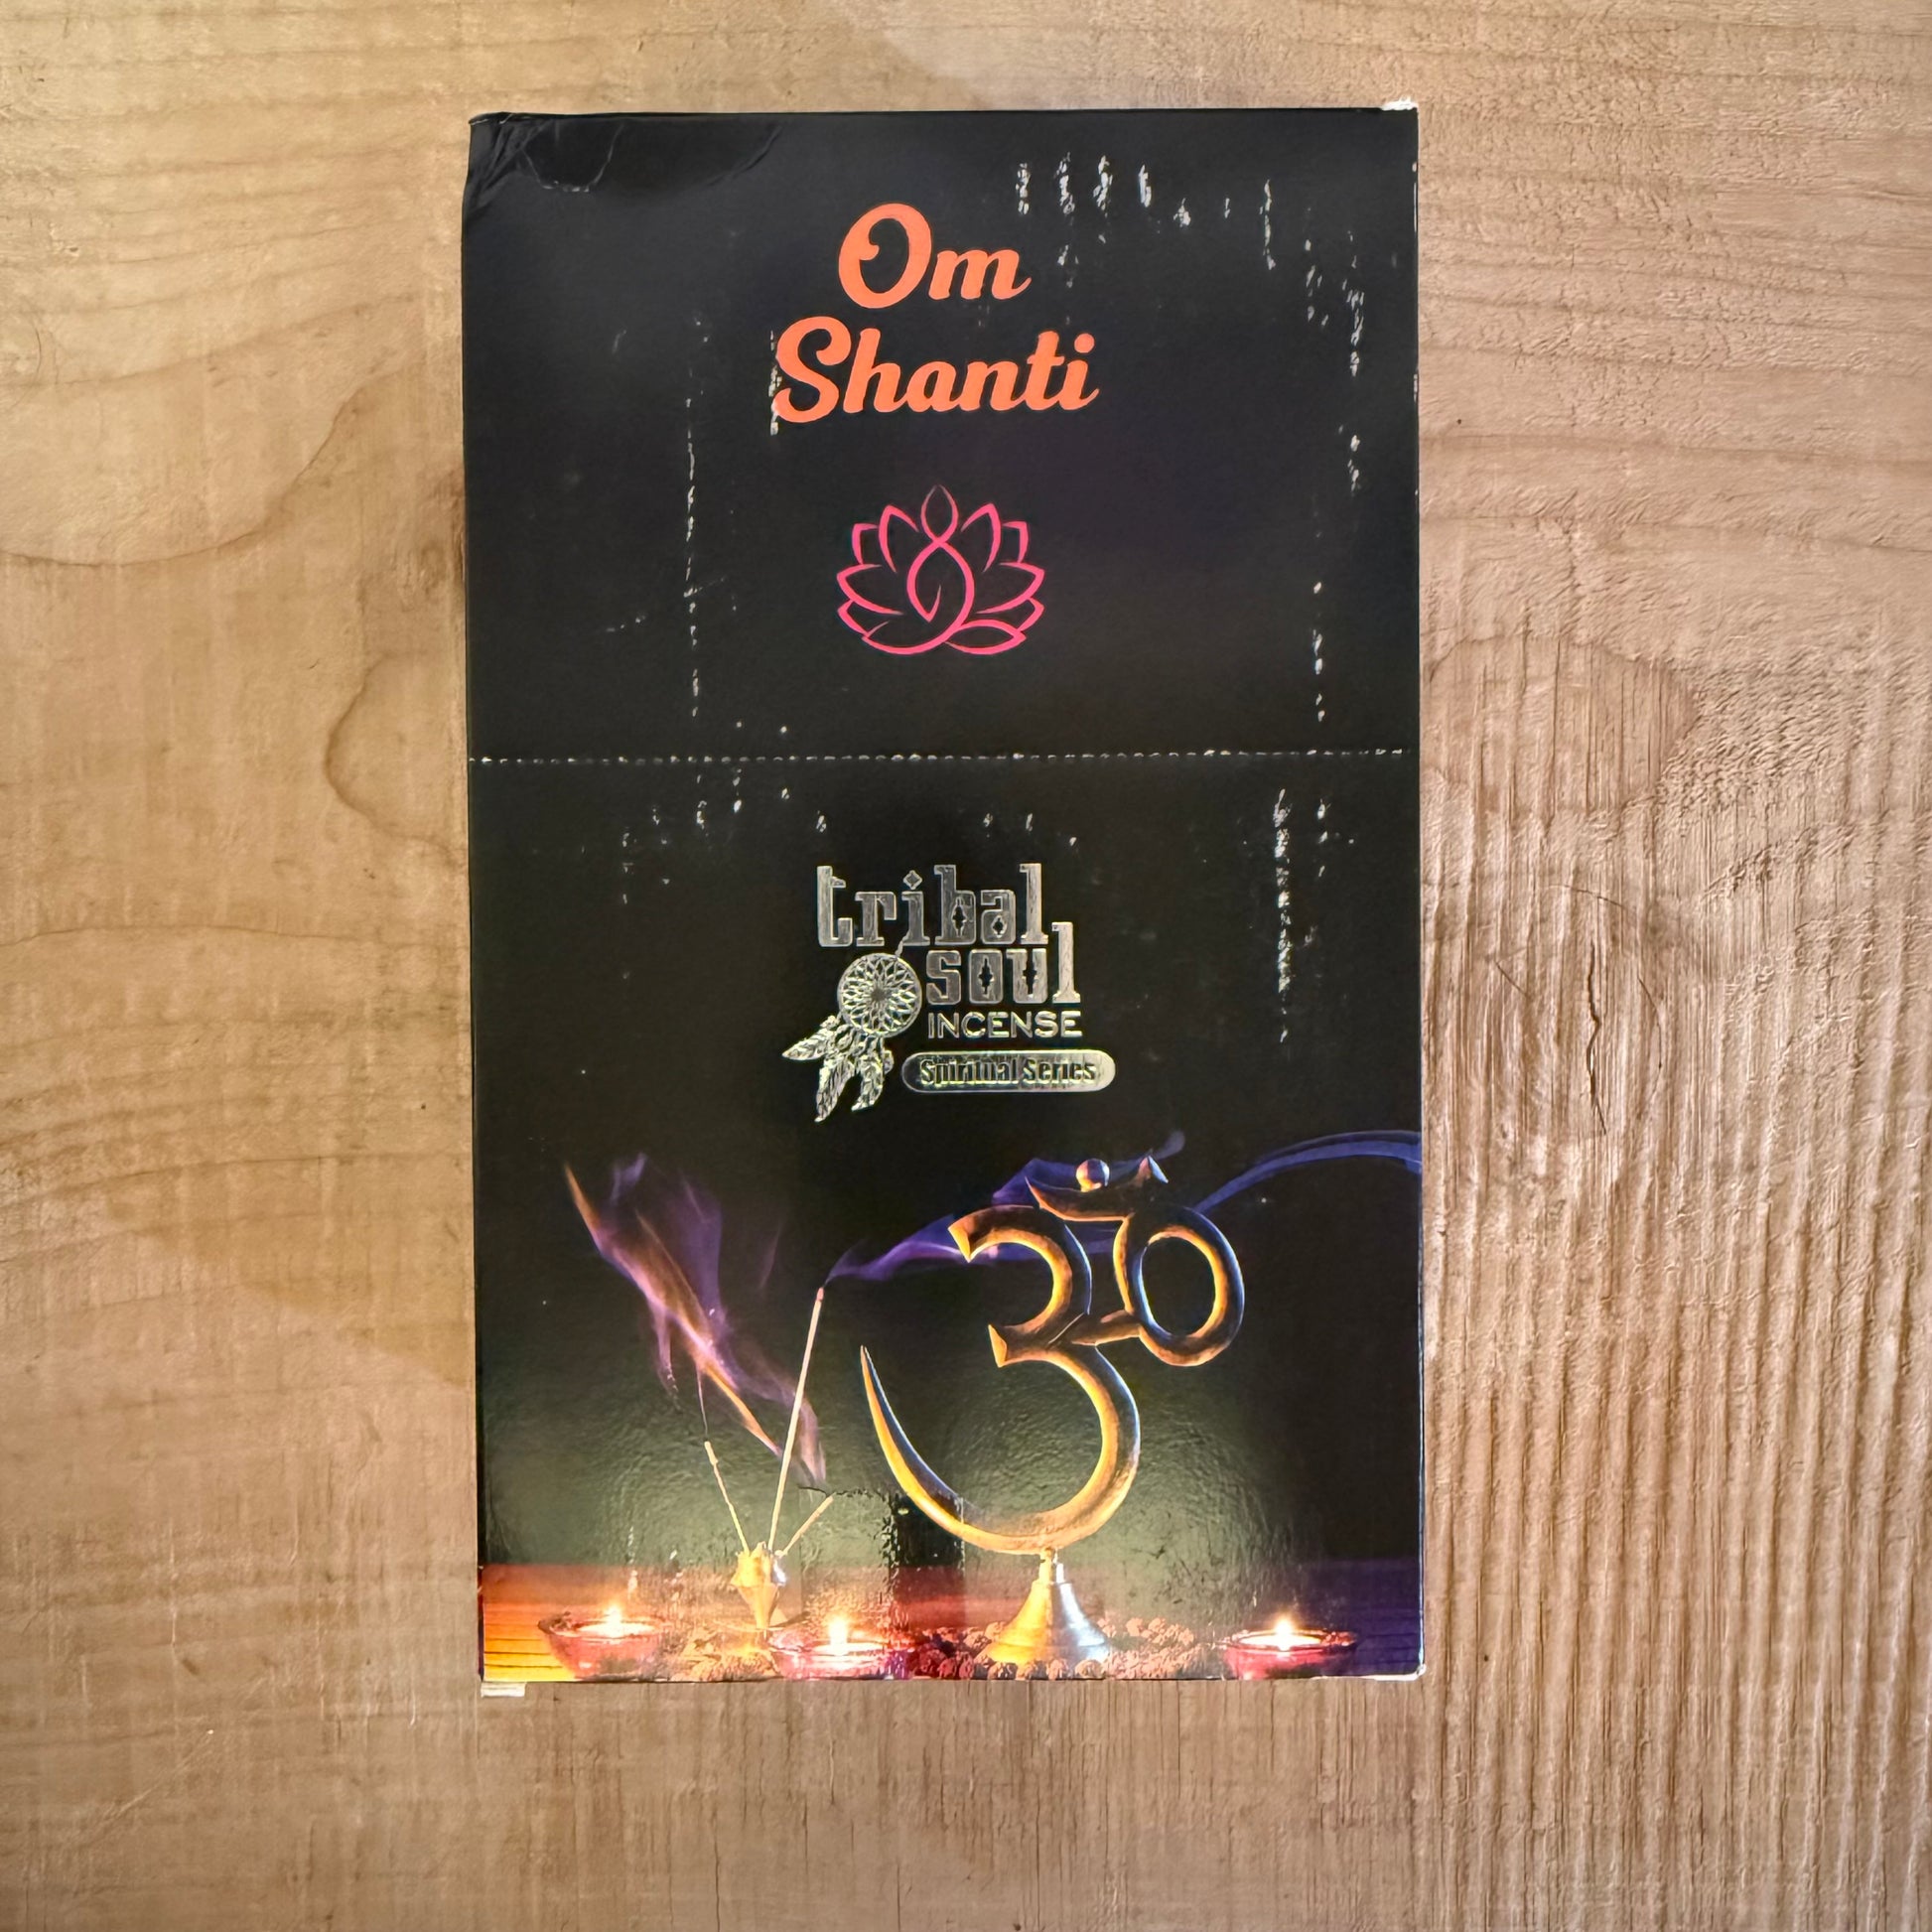 Om
Shanti
tribal
soul
INCENSE
Spiritual Series
ॐ